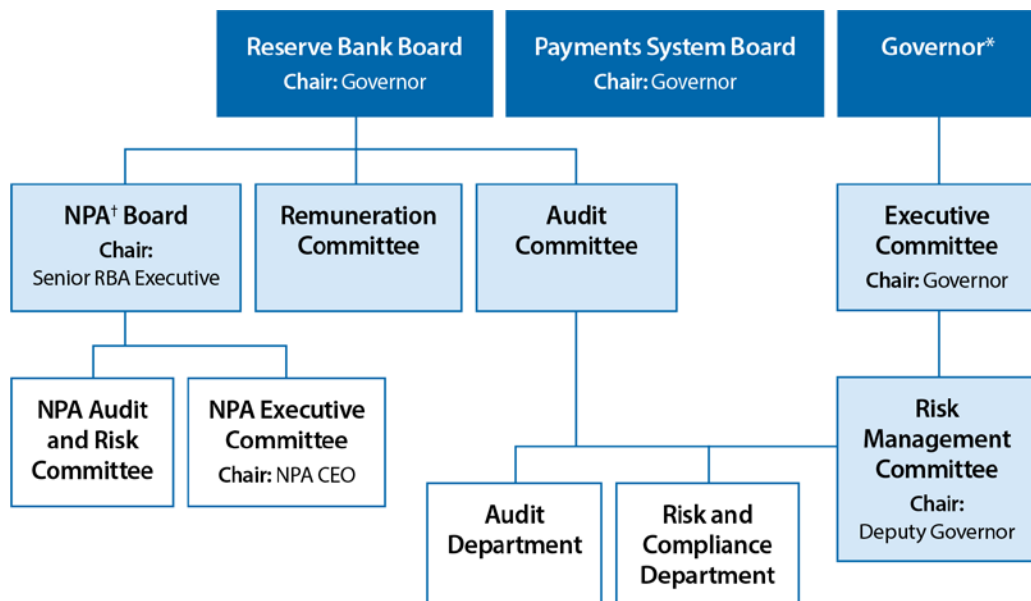 Reserve Bank Board
Chair: Governor
Payments System Board
Chair: Governor
Governor*
NPA† Board
Chair:
Senior RBA Executive
Remuneration
Committee
Audit
Committee
Executive
Committee
Chair: Governor
NPA Audit
and Risk
Committee
NPA Executive
Committee
Chair: NPA CEO
Audit
Department
Risk and
Compliance
Department
Risk
Management
Committee
Chair:
Deputy Governor